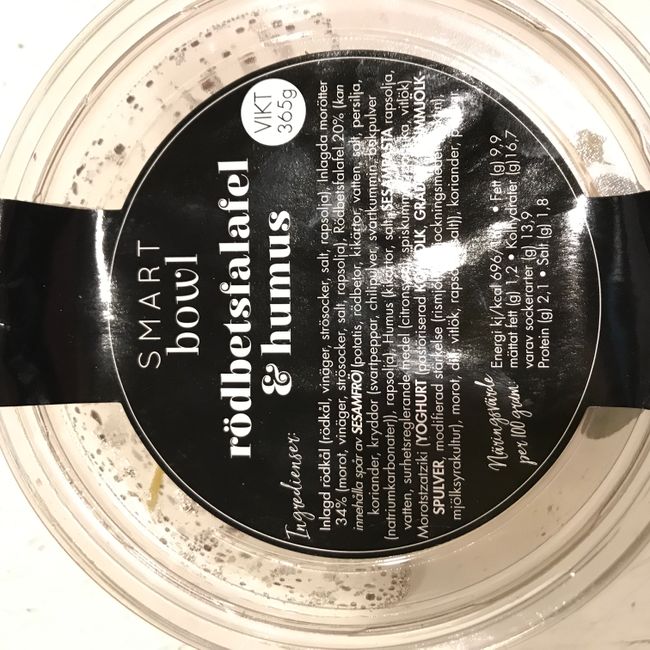 SMART
bowl
rödbetsfalafel
& humus
VIKT
365g
Ingredienser:
Inlagd rödkål (rödkål, vinäger, strösocker, salt, rapsolja), Inlagda morötter
34% (morot, vinäger, strösocker, salt, rapsolja), Rödbetsfalafel 20% (kan
innehålla spår av SESAMFRÖ) (potatis, rödbetor, kikärtor, vatten, salt, persilja,
koriander, kryddor (svartpeppar, chilipulver, svartkummin, bakpulver
(natriumkarbonater)), rapsolja), Humus (kikärtor, salt, SESAMPASTA rapsolja,
vatten, surhetsreglerande medel (citronsyra), spiskummin, vitlök)
Morotstzatziki (YOGHURT (pastöriserad
SPULVER, modifierad stärkelse (rismjöl
mjölksyrakultur), morot, dill, vitlök, rapsolja, salt)), koriander,
Näringsvärde
per 100 gram:
Energi kj/kcal 696/ • Fett (g) 9,9
mättat fett (g) 1,2 • Kolhydrater (g) 16,7
varav sockerarter (g) 13,9
Protein (g) 2,1 • Salt (g) 1,8